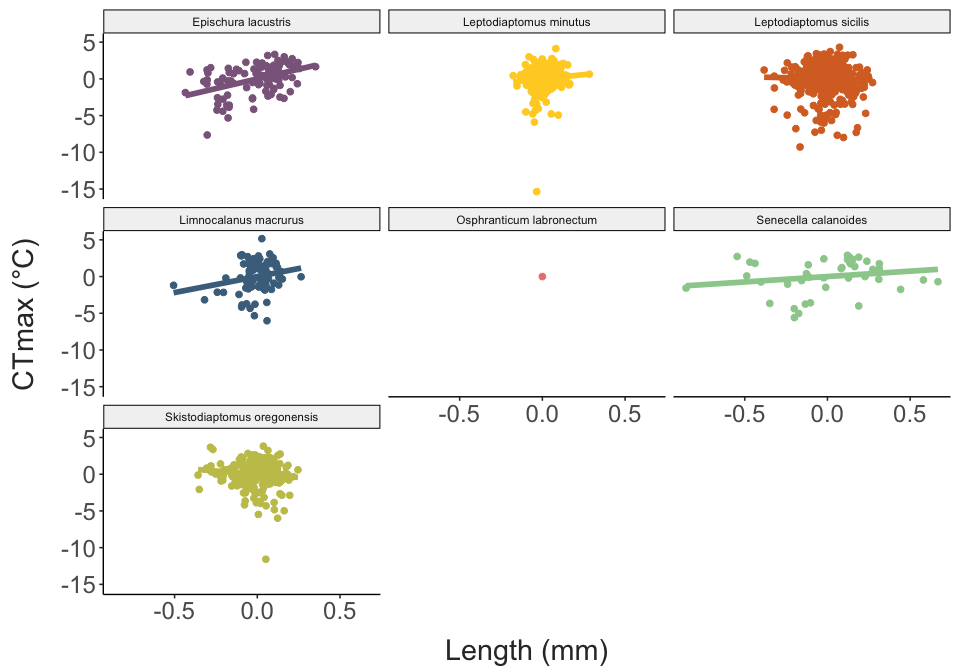 Epischura lacustris
Leptodiaptomus minutus
Leptodiaptomus sicilis
5
0
-5
-10
-15
Limnocalanus macrurus
Osphranticum labronectum
Senecella calanoides
5
0
-5
-10
-15
-0.5 0.0 0.5
-0.5 0.0 0.5
Skistodiaptomus oregonensis
5
0
-5
-10
-15
-0.5 0.0 0.5
CTmax (°C)
Length (mm)